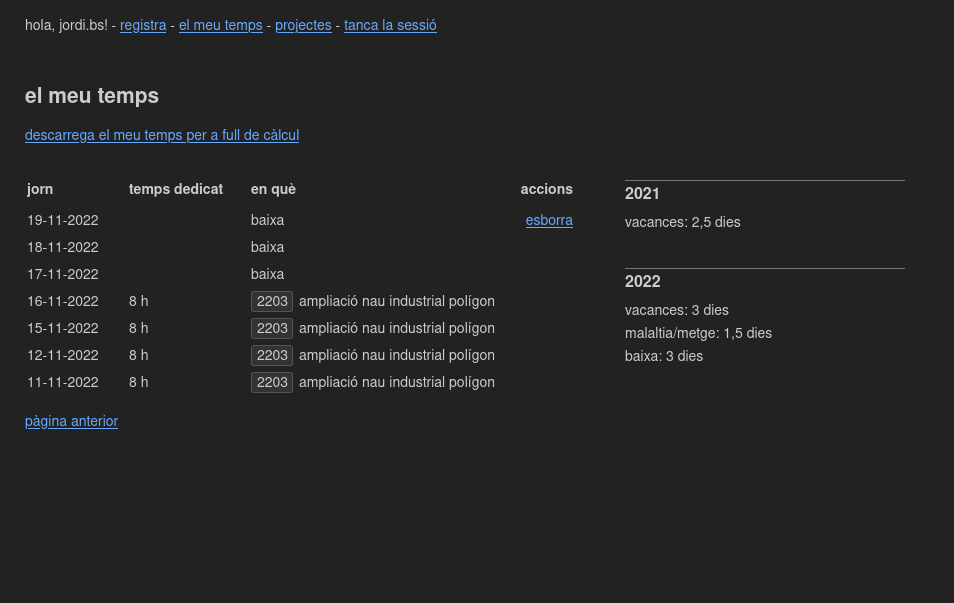 hola, jordi.bs! - registra - el meu temps - projectes - tanca la sessió
el meu temps
descarrega el meu temps per a full de càlcul
jorn temps dedicat en què accions
19-11-2022 baixa esborra
18-11-2022 baixa
17-11-2022 baixa
16-11-2022 8 h 2203 ampliació nau industrial polígon
15-11-2022 8 h 2203 ampliació nau industrial polígon
12-11-2022 8 h 2203 ampliació nau industrial polígon
11-11-2022 8 h 2203 ampliació nau industrial polígon
pàgina anterior
2021
vacances: 2,5 dies
2022
vacances: 3 dies
malaltia/metge: 1,5 dies
baixa: 3 dies